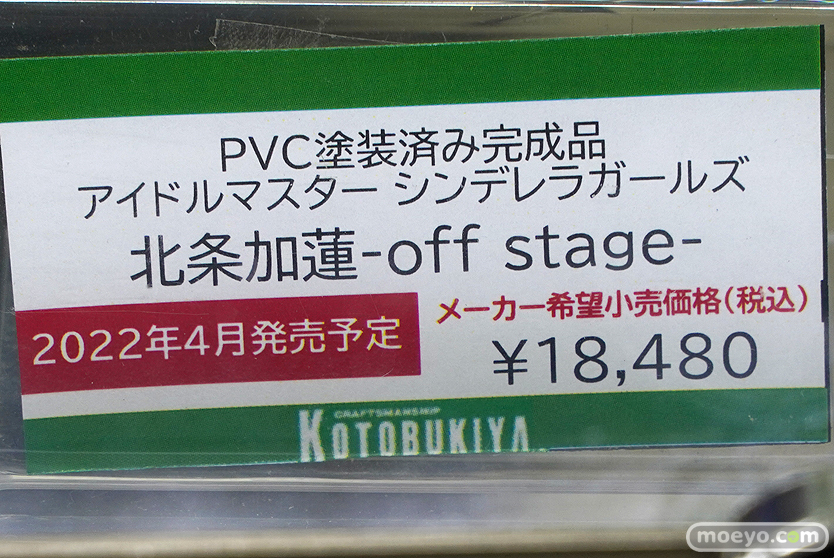 PVC塗装済み完成品
アイドルマスター シンデレラガールズ
北条加蓮-off stage-
2022年4月発売予定
メーカー希望小売価格(税込)
¥18,480
CRAFTSMANSHIP
KOTOBUKIYA
moeyo.com